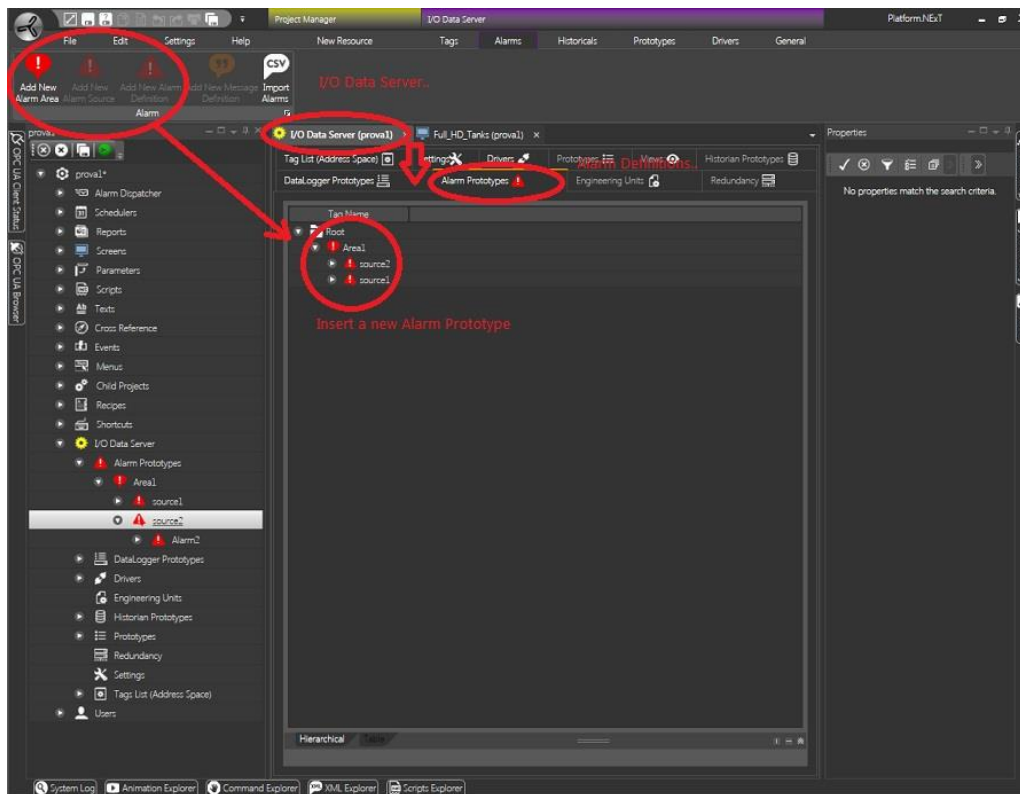 Project Manager
I/O Data Server
Platform.NExT
File Edit Settings Help New Resource Tags Alarms Historicals Prototypes Drivers General
Add New Alarm Area
Add New Alarm Source
Add New Alarm Definition
Add New Message Definition
CSV
Import Alarms
Alarm
I/O Data Server..
prova1
I/O Data Server (prova1)
Full_HD_Tanks (prova1)
Properties
Tag List (Address Space) Settings Drivers Prototypes Views Historian Prototypes
Alarm Definitions..
DataLogger Prototypes Alarm Prototypes Engineering Units Redundancy
No properties match the search criteria.
OPC UA Client Status
OPC UA Browser
prova1*
Alarm Dispatcher
Schedulers
Reports
Screens
Parameters
Scripts
Texts
Cross Reference
Events
Menus
Child Projects
Recipes
Shortcuts
I/O Data Server
Alarm Prototypes
Area1
source1
source2
Alarm2
DataLogger Prototypes
Drivers
Engineering Units
Historian Prototypes
Prototypes
Redundancy
Settings
Tags List (Address Space)
Users
Tag Name
Root
Area1
source2
source1
Insert a new Alarm Prototype
Hierarchical Table
System Log Animation Explorer Command Explorer XML Explorer Scripts Explorer